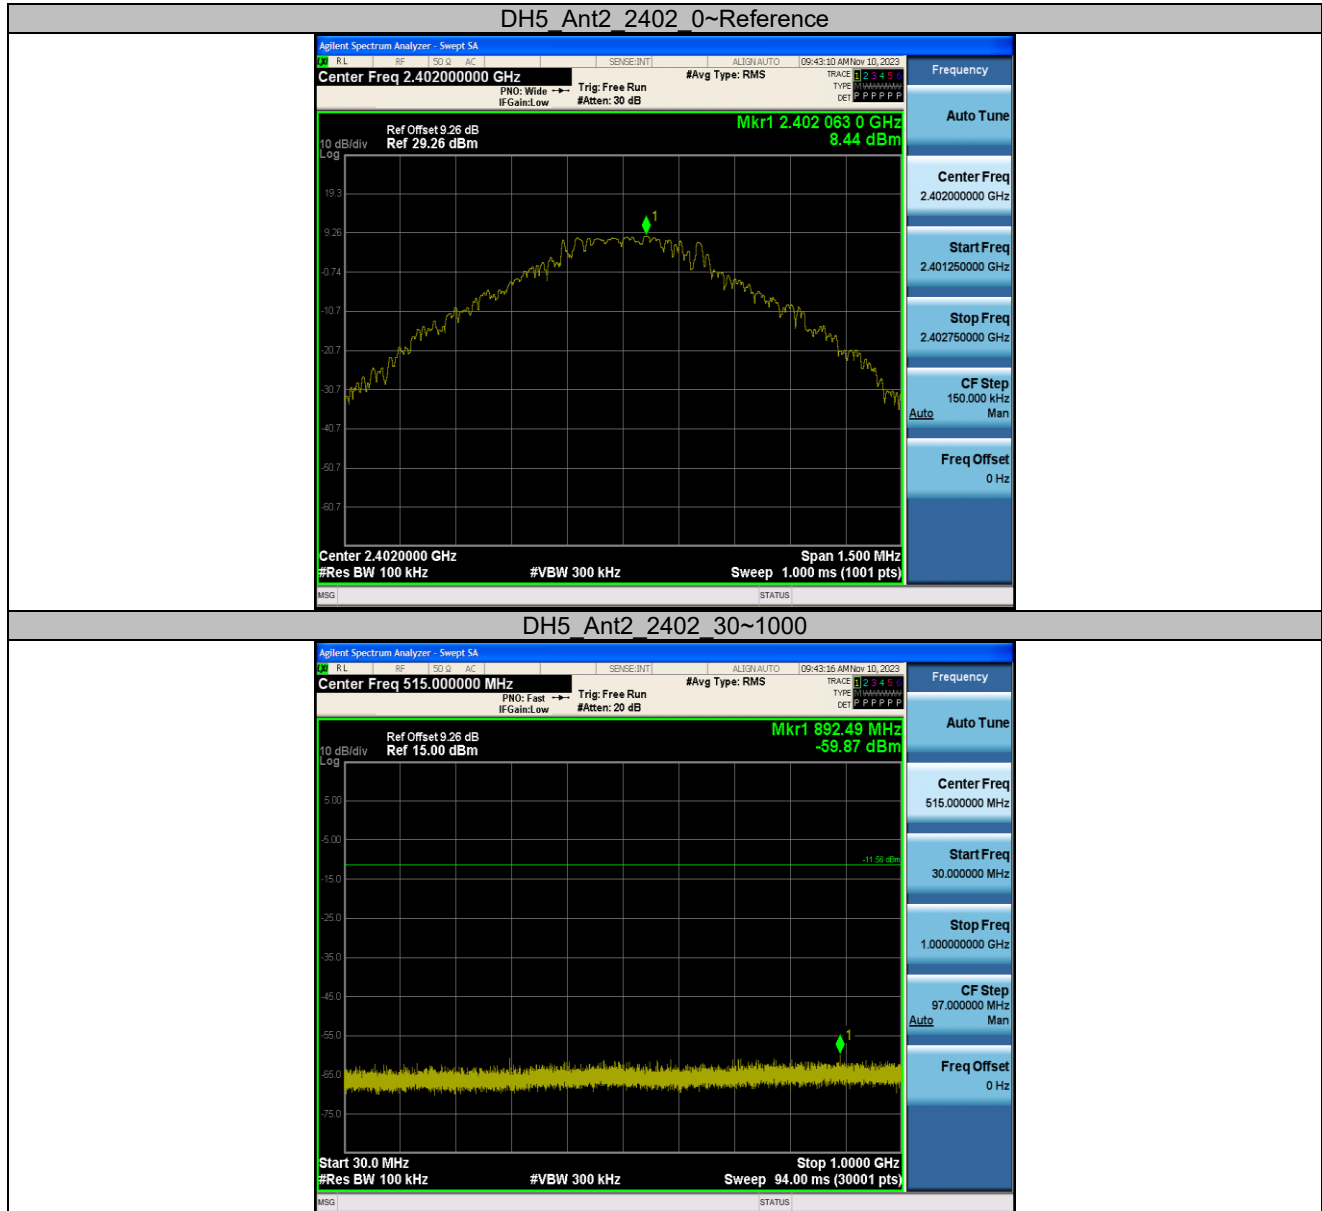 DH5_Ant2_2402_0~Reference
Agilent Spectrum Analyzer - Swept SA
RL RF 50 Ω AC SENSE:INT ALIGNAUTO 09:43:10 AM Nov 10, 2023
Center Freq 2.402000000 GHz #Avg Type: RMS TRACE 1 2 3 4 5 6
PNO: Wide Trig: Free Run TYPE
IFGain:Low #Atten: 30 dB DET P P P P P P
Frequency
Mkr1 2.402 063 0 GHz
8.44 dBm
Ref Offset 9.26 dB
10 dB/div Ref 29.26 dBm
Log
19.3
9.26
-0.74
-10.7
-20.7
-30.7
-40.7
-50.7
-60.7
1
Center 2.4020000 GHz Span 1.500 MHz
#Res BW 100 kHz #VBW 300 kHz Sweep 1.000 ms (1001 pts)
MSG STATUS
Auto Tune
Center Freq
2.402000000 GHz
Start Freq
2.401250000 GHz
Stop Freq
2.402750000 GHz
CF Step
150.000 kHz
Auto Man
Freq Offset
0 Hz
DH5_Ant2_2402_30~1000
Agilent Spectrum Analyzer - Swept SA
RL RF 50 Ω AC SENSE:INT ALIGNAUTO 09:43:16 AM Nov 10, 2023
Center Freq 515.000000 MHz #Avg Type: RMS TRACE 1 2 3 4 5 6
PNO: Fast Trig: Free Run TYPE
IFGain:Low #Atten: 20 dB DET P P P P P P
Frequency
Mkr1 892.49 MHz
-59.87 dBm
Ref Offset 9.26 dB
10 dB/div Ref 15.00 dBm
Log
5.00
-5.00
-11.56 dBm
-15.0
-25.0
-35.0
-45.0
-55.0
-65.0
-75.0
1
Start 30.0 MHz Stop 1.0000 GHz
#Res BW 100 kHz #VBW 300 kHz Sweep 94.00 ms (30001 pts)
MSG STATUS
Auto Tune
Center Freq
515.000000 MHz
Start Freq
30.000000 MHz
Stop Freq
1.000000000 GHz
CF Step
97.000000 MHz
Auto Man
Freq Offset
0 Hz